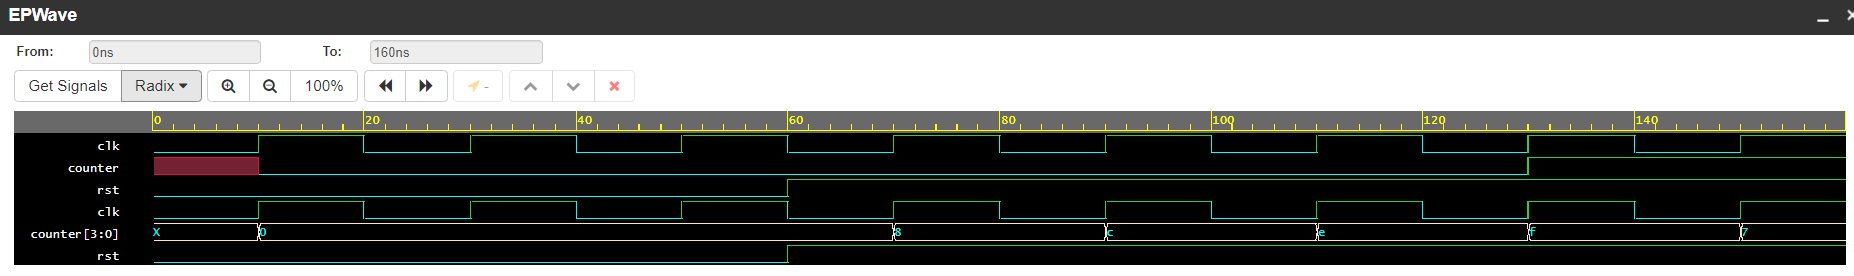 EPWave
From: 0ns To: 160ns
Get Signals Radix 100% -
0 20 40 60 80 100 120 140
clk
counter
rst
clk
counter[3:0] X 0 8 c e f 7
rst